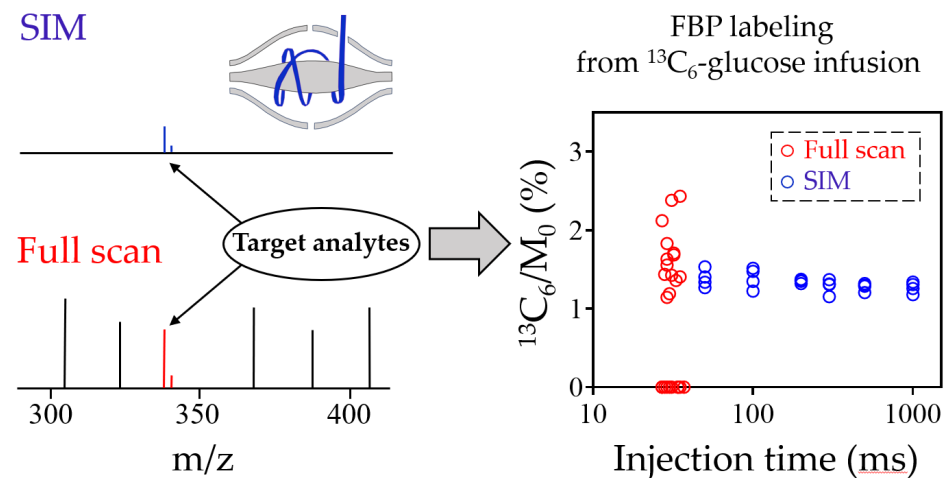 SIM
Full scan
Target analytes
300 350 400
m/z
FBP labeling
from ¹³C₆-glucose infusion
Full scan
SIM
¹³C₆/M₀ (%)
3
2
1
0
10 100 1000
Injection time (ms)